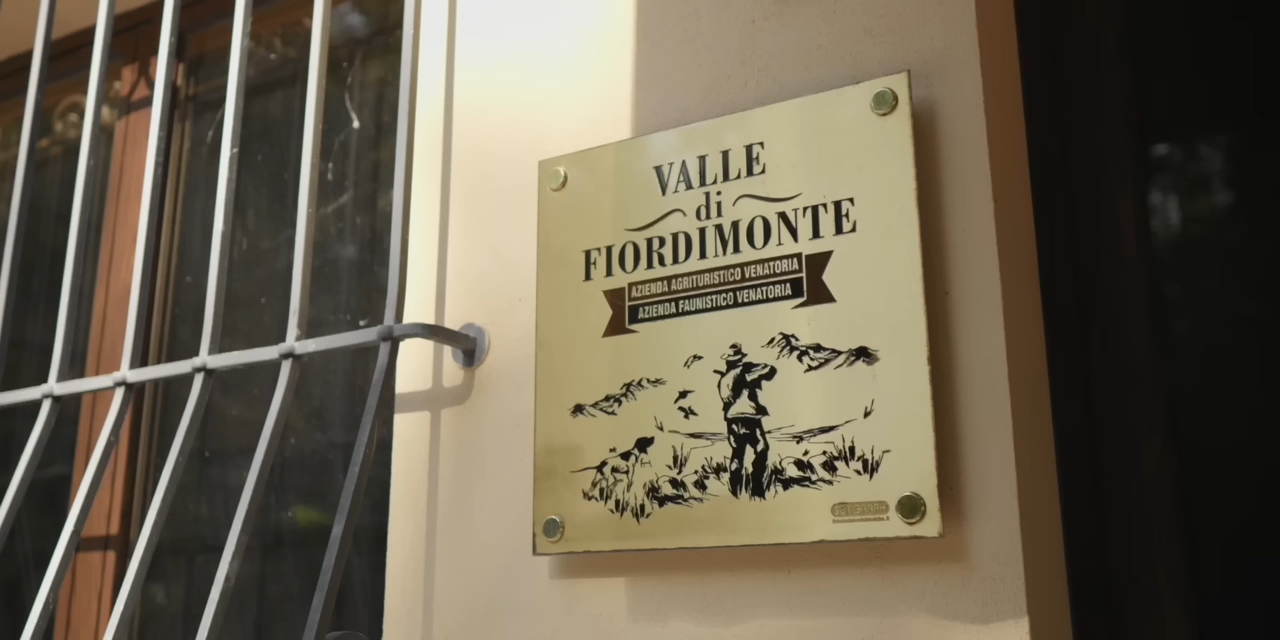 VALLE
di
FIORDIMONTE
AZIENDA AGRITURISTICO VENATORIA
AZIENDA FAUNISTICO VENATORIA